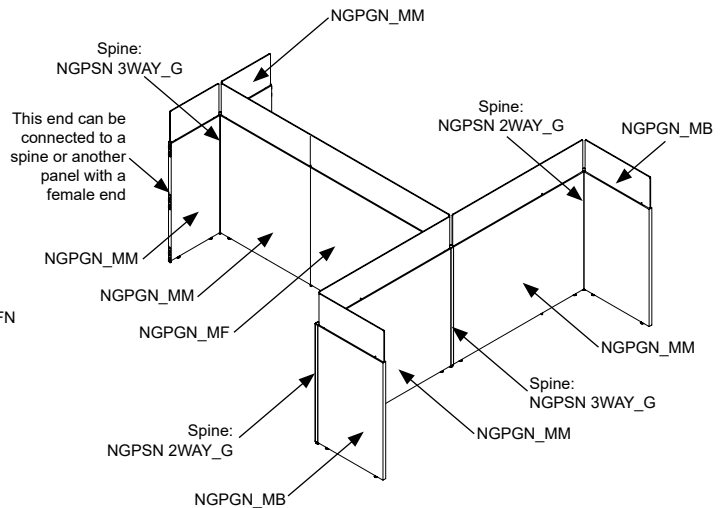 NGPGN_MM
Spine:
NGPSN 3WAY_G
This end can be
connected to a
spine or another
panel with a
female end
Spine:
NGPSN 2WAY_G
NGPGN_MB
NGPGN_MM
NGPGN_MM
FN
NGPGN_MF
NGPGN_MM
Spine:
NGPSN 3WAY_G
Spine:
NGPSN 2WAY_G
NGPGN_MM
NGPGN_MB